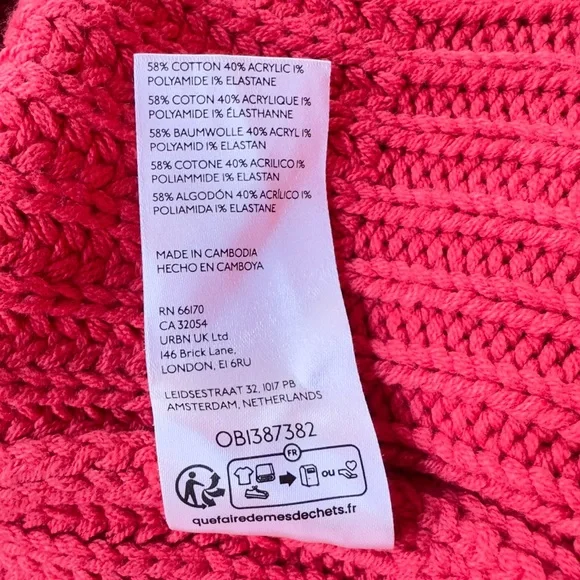 58% COTTON 40% ACRYLIC 1%
POLYAMIDE 1% ELASTANE
58% COTON 40% ACRYLIQUE 1%
POLYAMIDE 1% ÉLASTHANNE
58% BAUMWOLLE 40% ACRYL 1%
POLYAMID 1% ELASTAN
58% COTONE 40% ACRILICO 1%
POLIAMMIDE 1% ELASTAN
58% ALGODÓN 40% ACRÍLICO 1%
POLIAMIDA 1% ELASTANE
MADE IN CAMBODIA
HECHO EN CAMBOYA
RN 66170
CA 32054
URBN UK Ltd
146 Brick Lane,
LONDON, E1 6RU
LEIDSESTRAAT 32, 1017 PB
AMSTERDAM, NETHERLANDS
OB1387382
FR
OU
quefairedemesdechets.fr